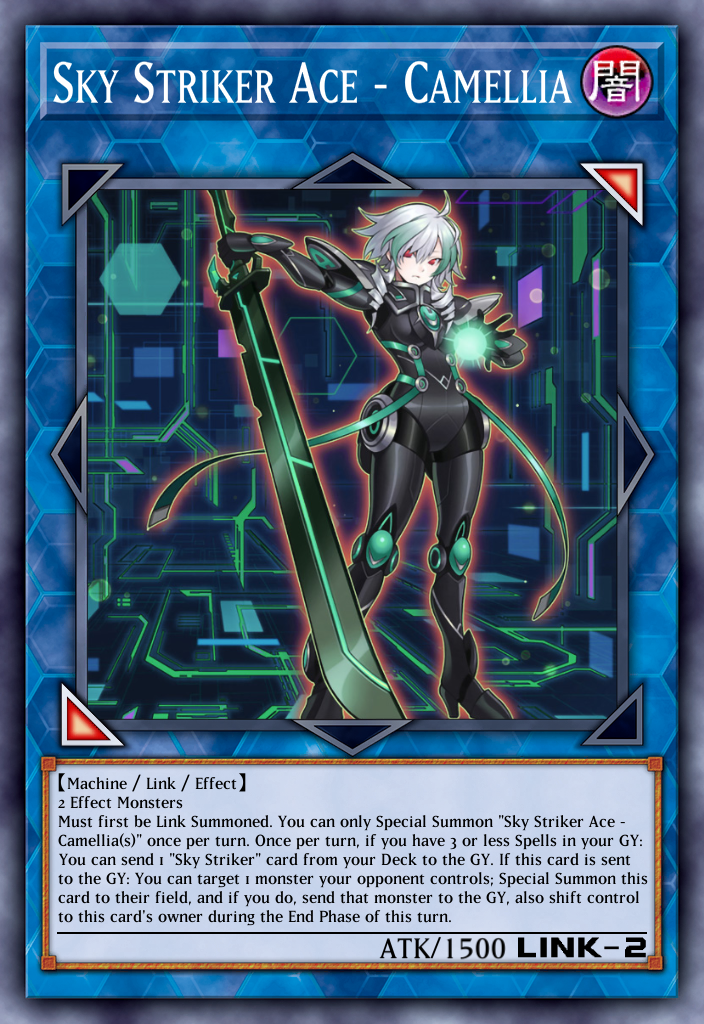 Sky Striker Ace - Camellia 闇
【Machine / Link / Effect】
2 Effect Monsters
Must first be Link Summoned. You can only Special Summon "Sky Striker Ace -
Camellia(s)" once per turn. Once per turn, if you have 3 or less Spells in your GY:
You can send 1 "Sky Striker" card from your Deck to the GY. If this card is sent
to the GY: You can target 1 monster your opponent controls; Special Summon this
card to their field, and if you do, send that monster to the GY, also shift control
to this card's owner during the End Phase of this turn.
ATK/1500 LINK-2